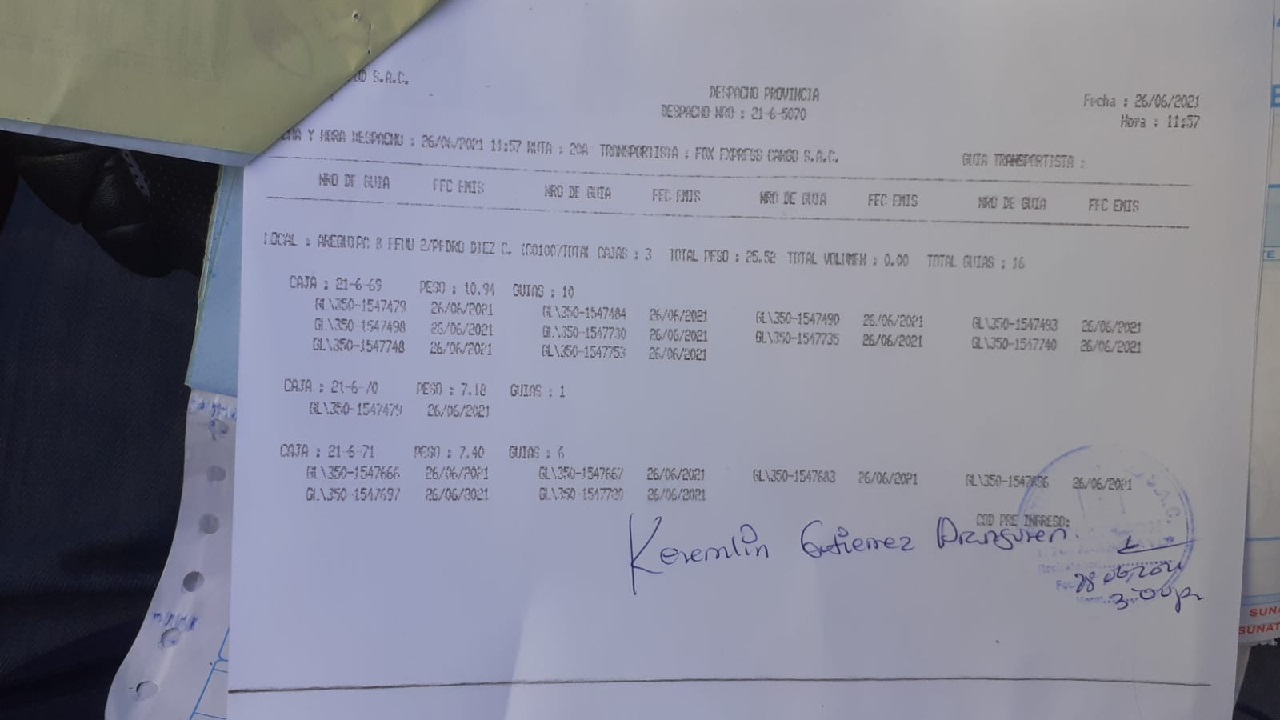 S.A.C.
DESPACHO PROVINCIA
DESPACHO NRO : 21-6-5070
Fecha : 26/06/2021
Hora : 11:57
Y HORA DESPACHO : 26/06/2021 11:57 RUTA : 20A TRANSPORTISTA : FOX EXPRESS CARGO S.A.C. GUIA TRANSPORTISTA :
NRO DE GUIA FEC EMIS NRO DE GUIA FEC EMIS NRO DE GUIA FEC EMIS NRO DE GUIA FEC EMIS
LOCAL : 2/PEDRO DIEZ C. TOTAL CAJAS : 3 TOTAL PESO : 25.52 TOTAL VOLUMEN : 0.00 TOTAL GUIAS : 16
CAJA : 21-6-69 PESO : 10.94 GUIAS : 10
GL\350-1547479 26/06/2021 GL\350-1547484 26/06/2021 GL\350-1547490 26/06/2021 GL\350-1547493 26/06/2021
GL\350-1547498 26/06/2021 GL\350-1547730 26/06/2021 GL\350-1547735 26/06/2021 GL\350-1547740 26/06/2021
GL\350-1547748 26/06/2021 GL\350-1547753 26/06/2021
CAJA : 21-6-70 PESO : 7.18 GUIAS : 1
GL\350-1547479 26/06/2021
CAJA : 21-6-71 PESO : 7.40 GUIAS : 6
GL\350-1547666 26/06/2021 GL\350-1547667 26/06/2021 GL\350-1547683 26/06/2021 26/06/2021
GL\350-1547697 26/06/2021 26/06/2021
COD PRE INGRESO:
Keremlin Gutierrez Aranguren.
28 06/2021
3:00p
SUNA
SUNAT